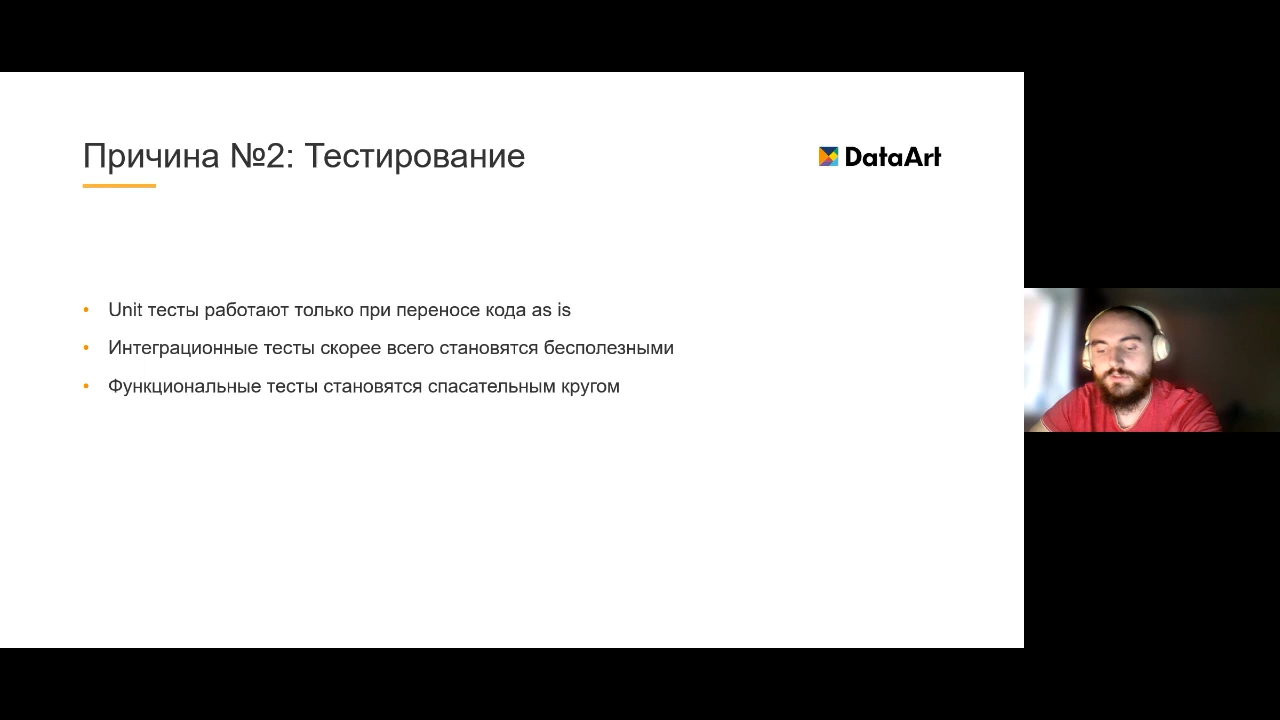 Причина №2: Тестирование
DataArt
Unit тесты работают только при переносе кода as is
Интеграционные тесты скорее всего становятся бесполезными
Функциональные тесты становятся спасательным кругом